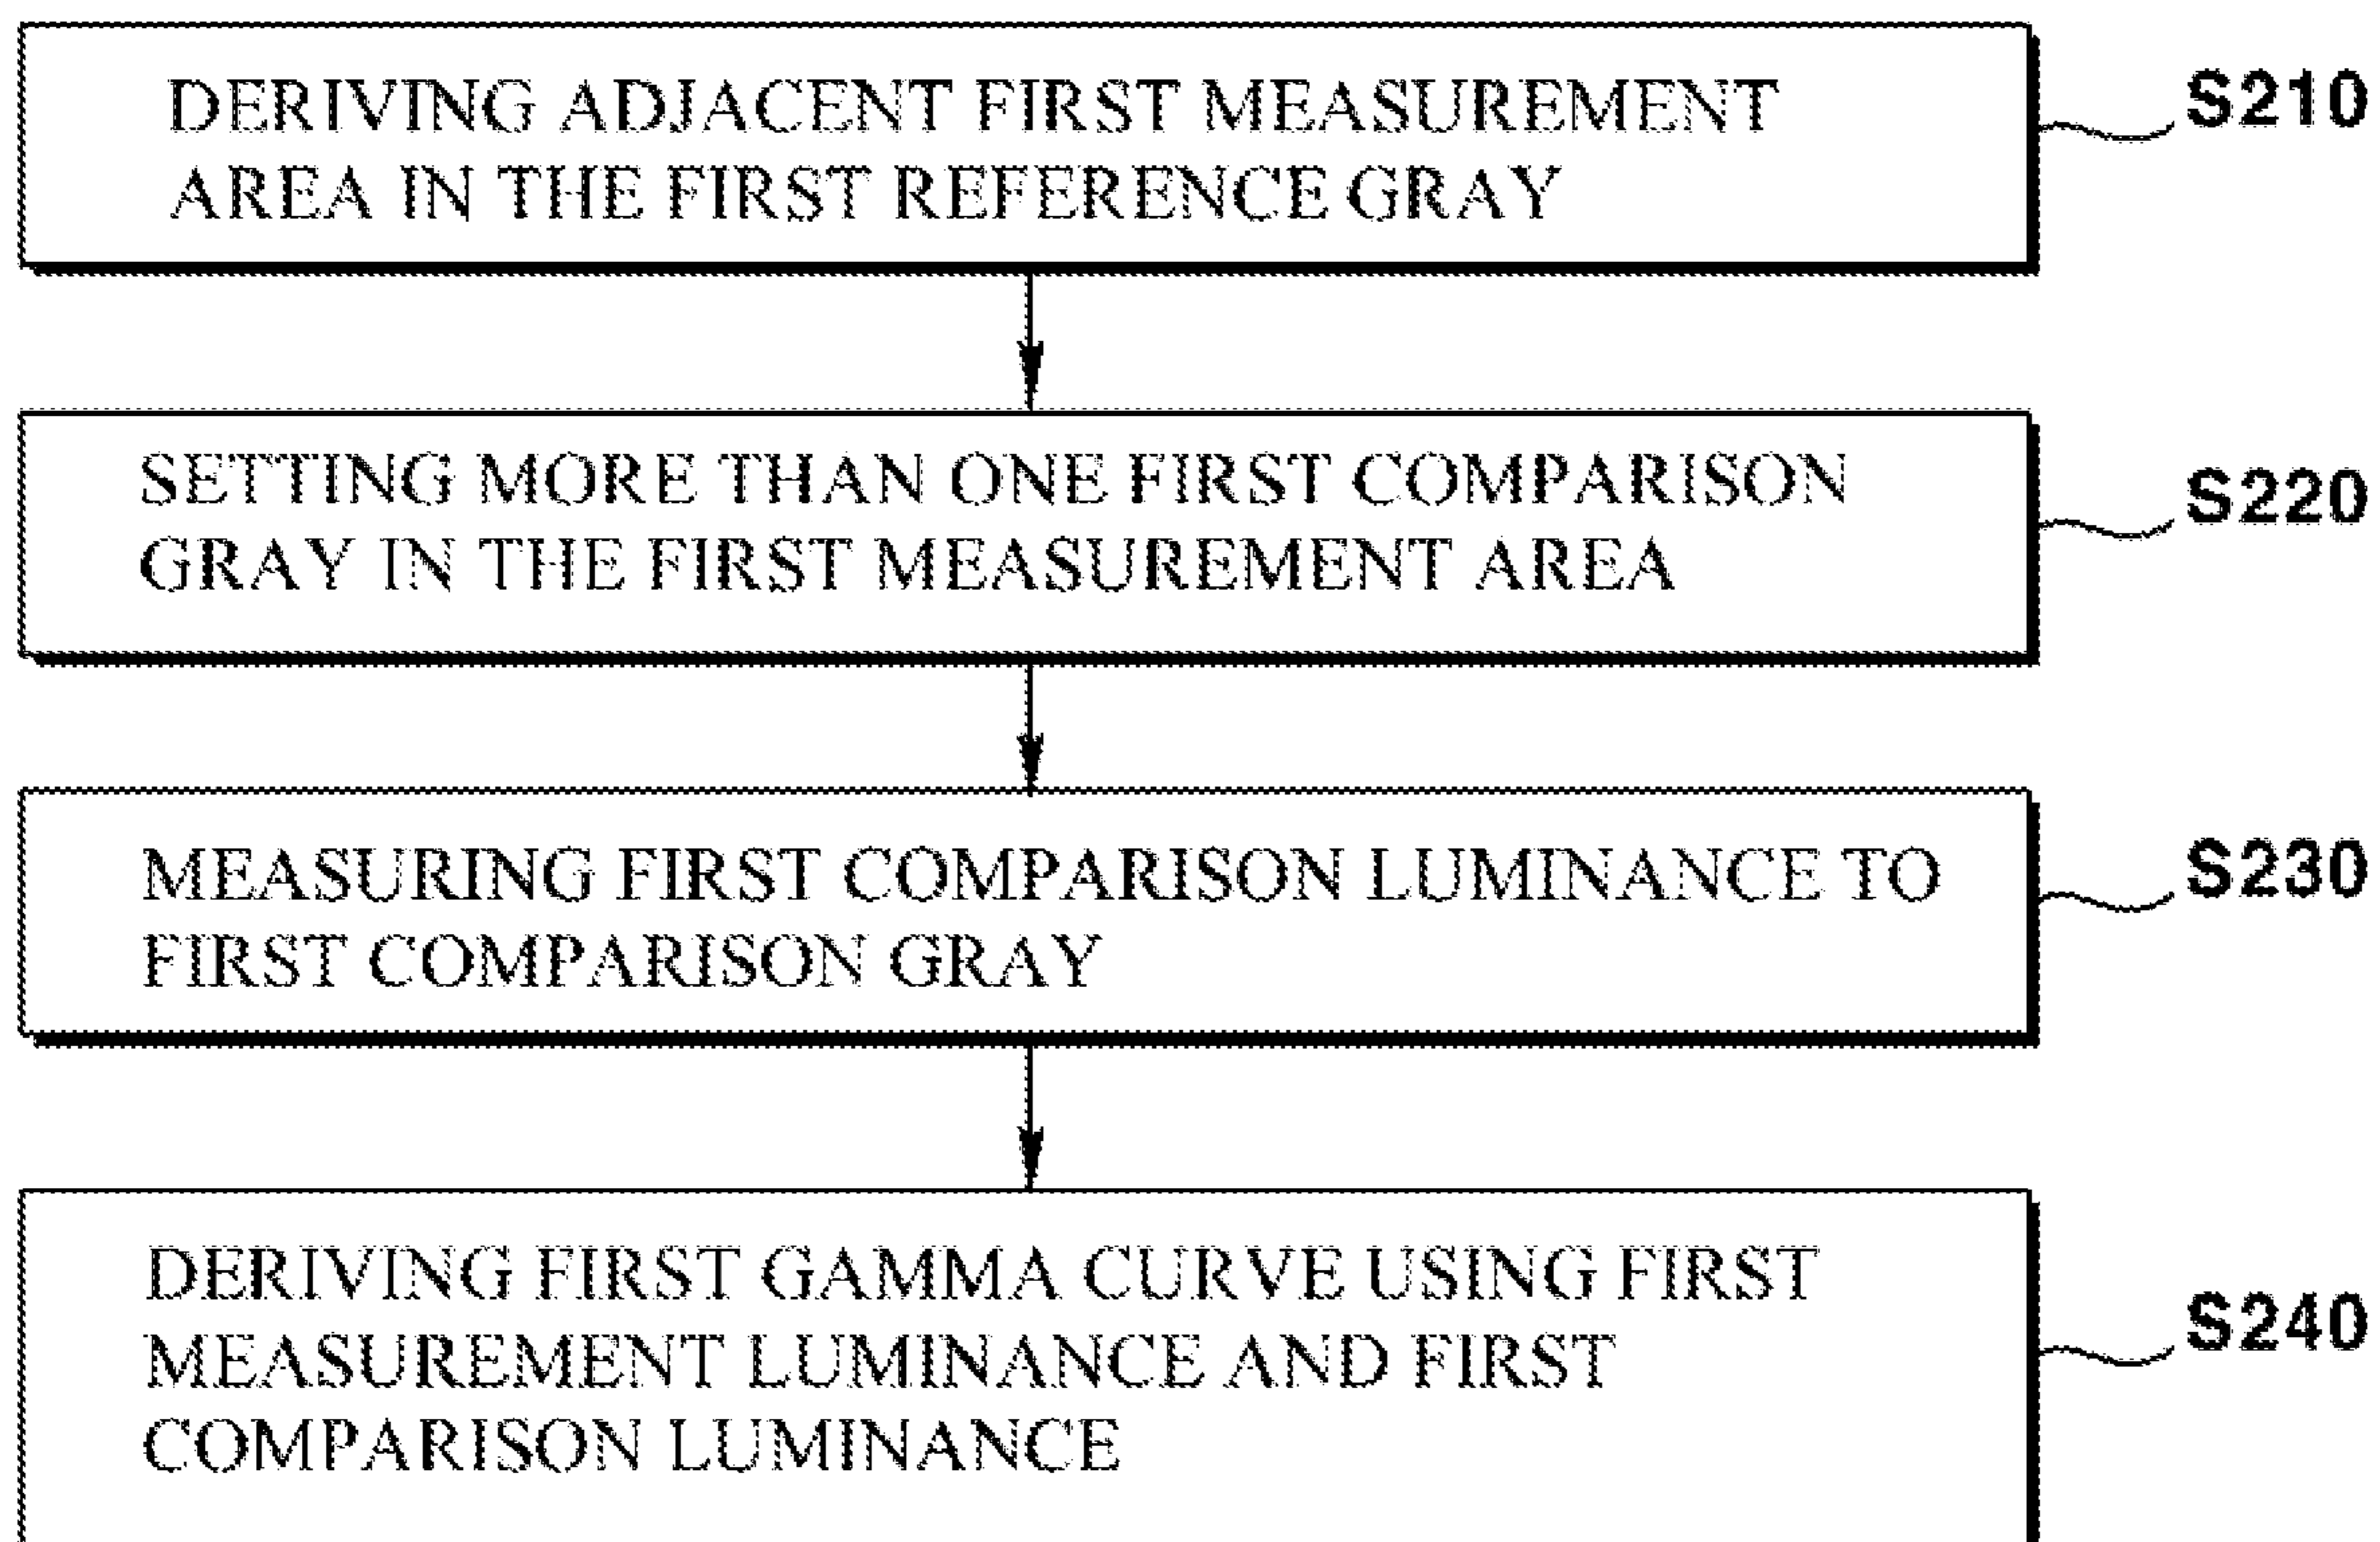 DERIVING ADJACENT FIRST MEASUREMENT
AREA IN THE FIRST REFERENCE GRAY
S210
SETTING MORE THAN ONE FIRST COMPARISON
GRAY IN THE FIRST MEASUREMENT AREA
S220
MEASURING FIRST COMPARISON LUMINANCE TO
FIRST COMPARISON GRAY
S230
DERIVING FIRST GAMMA CURVE USING FIRST
MEASUREMENT LUMINANCE AND FIRST
COMPARISON LUMINANCE
S240